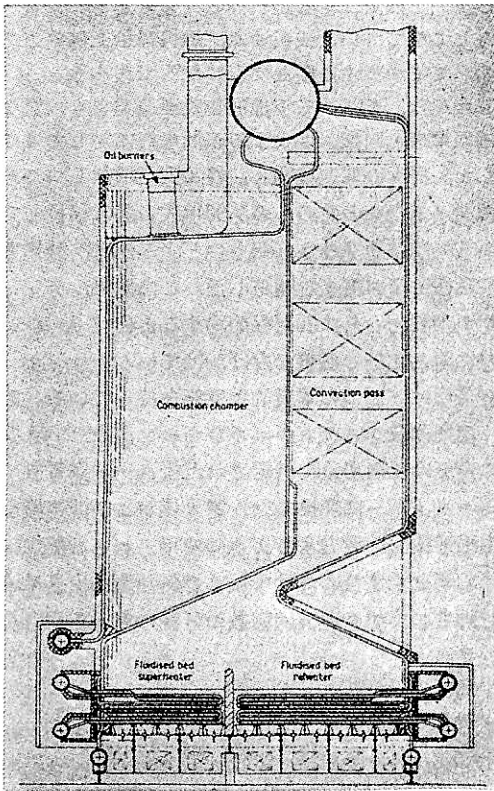 Oil burners
Combustion chamber
Convection pass
Fluidised bed
superheater
Fluidised bed
reheater